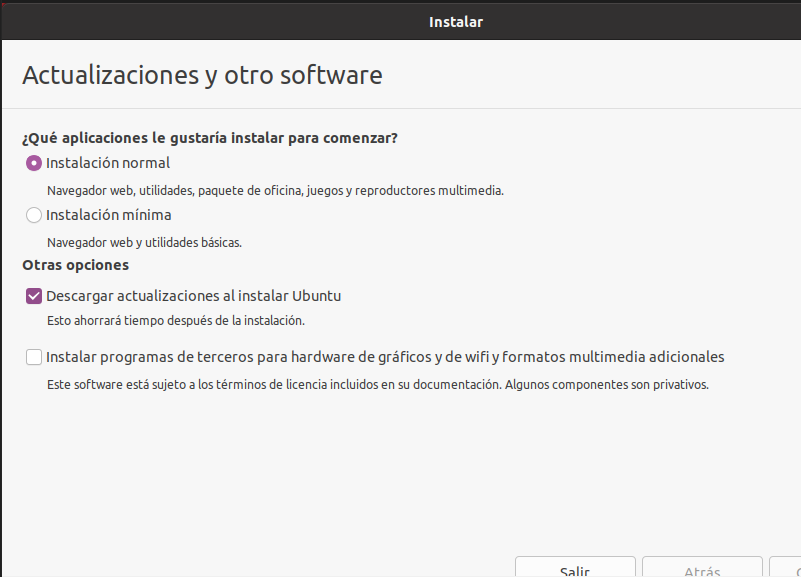 Instalar
Actualizaciones y otro software
¿Qué aplicaciones le gustaría instalar para comenzar?
Instalación normal
Navegador web, utilidades, paquete de oficina, juegos y reproductores multimedia.
Instalación mínima
Navegador web y utilidades básicas.
Otras opciones
Descargar actualizaciones al instalar Ubuntu
Esto ahorrará tiempo después de la instalación.
Instalar programas de terceros para hardware de gráficos y de wifi y formatos multimedia adicionales
Este software está sujeto a los términos de licencia incluidos en su documentación. Algunos componentes son privativos.
Salir
Atrás